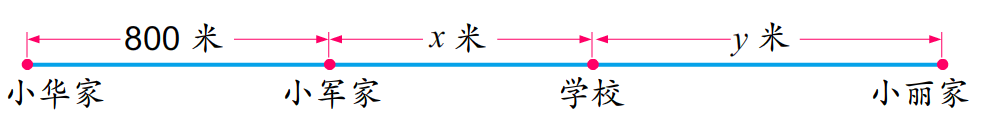 800 米 x 米 y 米
小华家 小军家 学校 小丽家